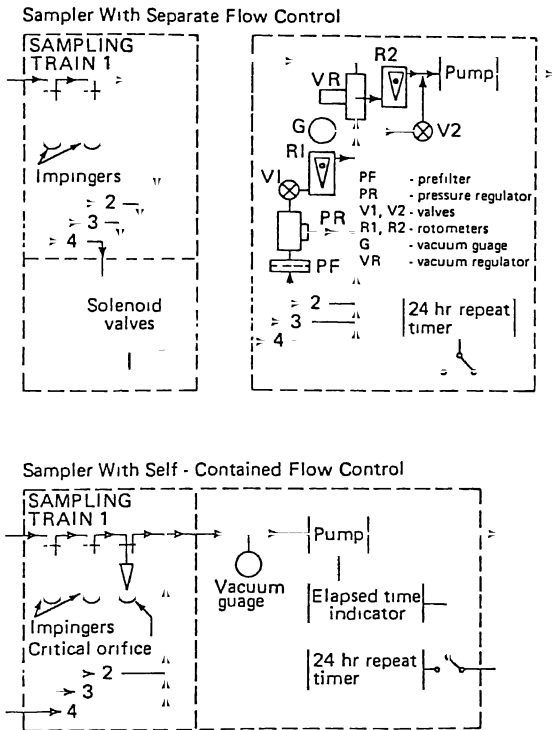 Sampler With Separate Flow Control
SAMPLING
TRAIN 1
Impingers
2
3
4
Solenoid
valves
R2
VR
Pump
G
V2
R1
V1
PR
PF
PF - prefilter
PR - pressure regulator
V1, V2 - valves
R1, R2 - rotometers
G - vacuum guage
VR - vacuum regulator
2
3
4
24 hr repeat
timer
Sampler With Self - Contained Flow Control
SAMPLING
TRAIN 1
Impingers
Critical orifice
2
3
4
Vacuum
guage
Pump
Elapsed time
indicator
24 hr repeat
timer